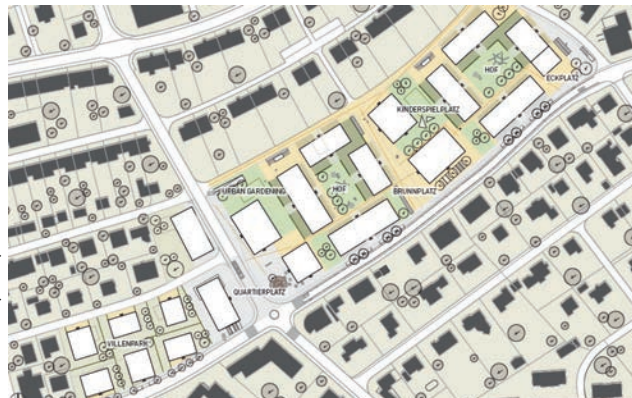 HOF
ECKPLATZ
KINDERSPIELPLATZ
URBAN GARDENING
HOF
BRUNNPLATZ
QUARTIERPLATZ
VILLENPARK